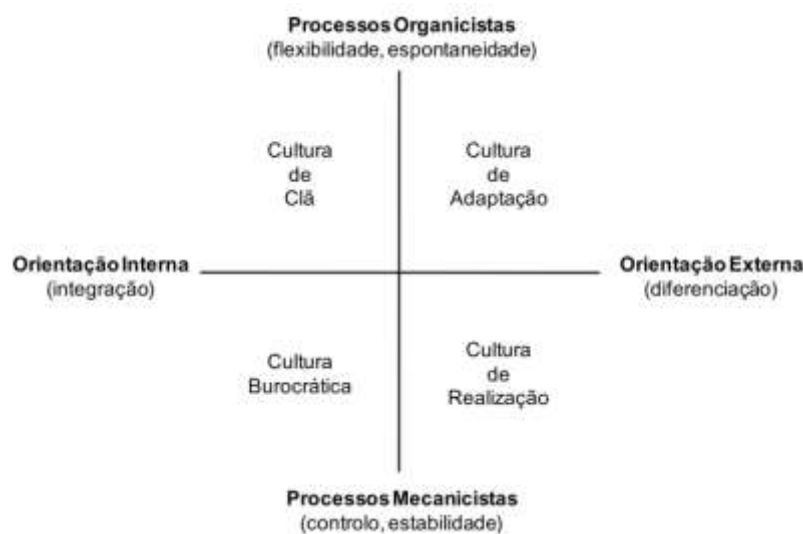 Processos Organicistas
(flexibilidade, espontaneidade)
Cultura
de
Clã
Cultura
de
Adaptação
Orientação Interna
(integração)
Orientação Externa
(diferenciação)
Cultura
Burocrática
Cultura
de
Realização
Processos Mecanicistas
(controlo, estabilidade)